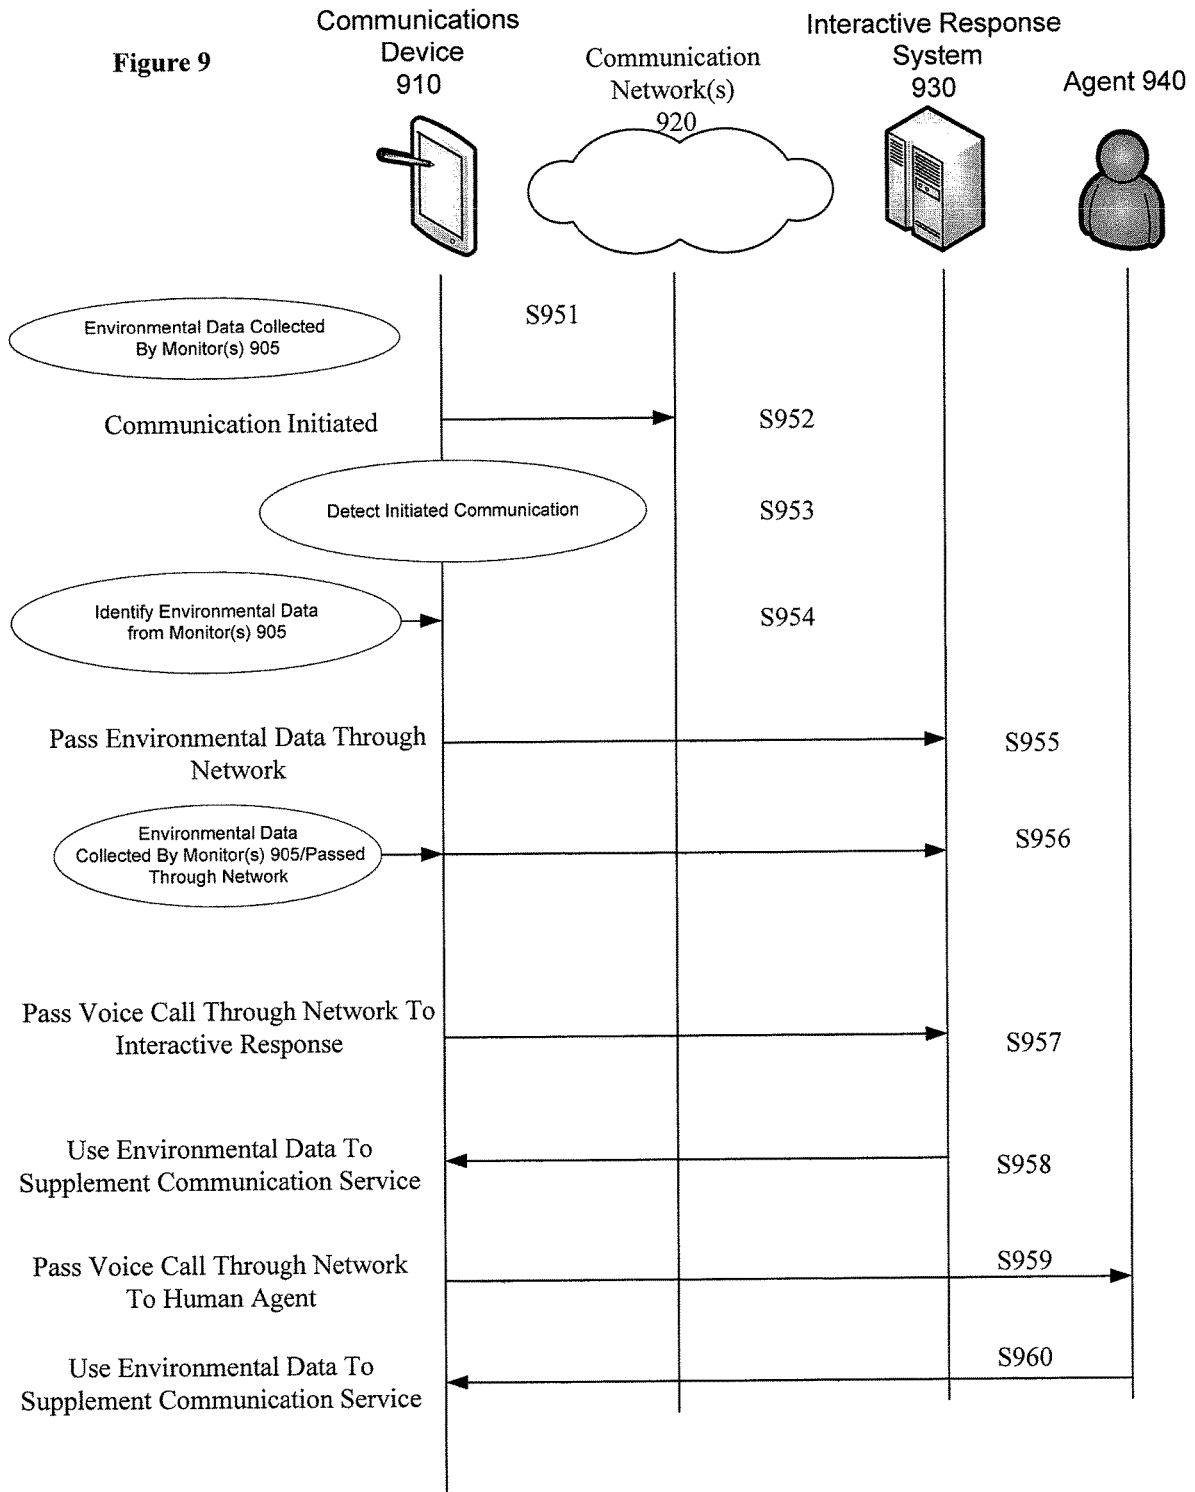 Figure 9
Communications
Device
910
Communication
Network(s)
920
Interactive Response
System
930
Agent 940
Environmental Data Collected
By Monitor(s) 905
S951
Communication Initiated
S952
Detect Initiated Communication
S953
Identify Environmental Data
from Monitor(s) 905
S954
Pass Environmental Data Through
Network
S955
Environmental Data
Collected By Monitor(s) 905/Passed
Through Network
S956
Pass Voice Call Through Network To
Interactive Response
S957
Use Environmental Data To
Supplement Communication Service
S958
Pass Voice Call Through Network
To Human Agent
S959
Use Environmental Data To
Supplement Communication Service
S960